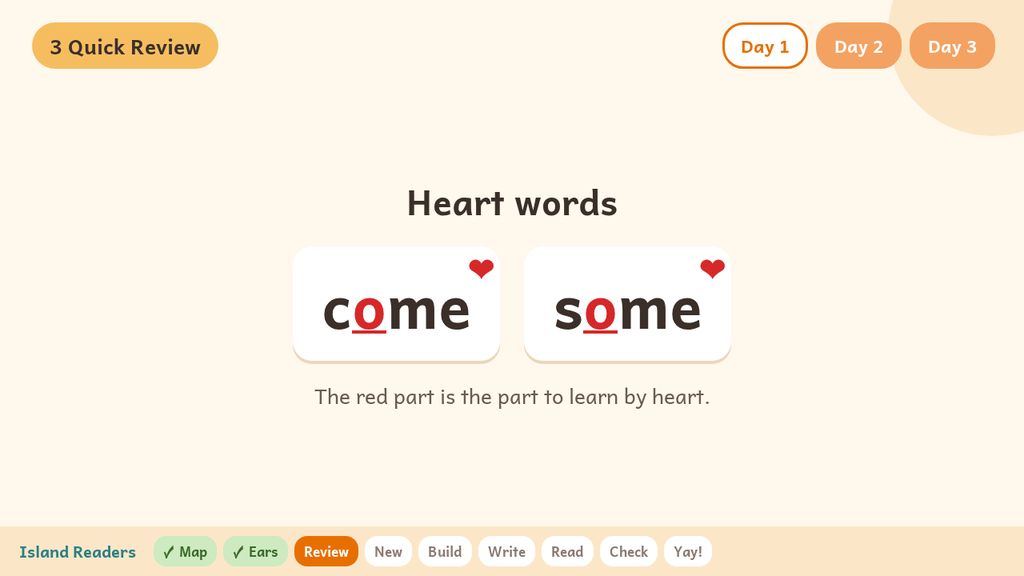 3 Quick Review
Day 1 Day 2 Day 3
Heart words
come ❤ some ❤
The red part is the part to learn by heart.
Island Readers ✓ Map ✓ Ears Review New Build Write Read Check Yay!